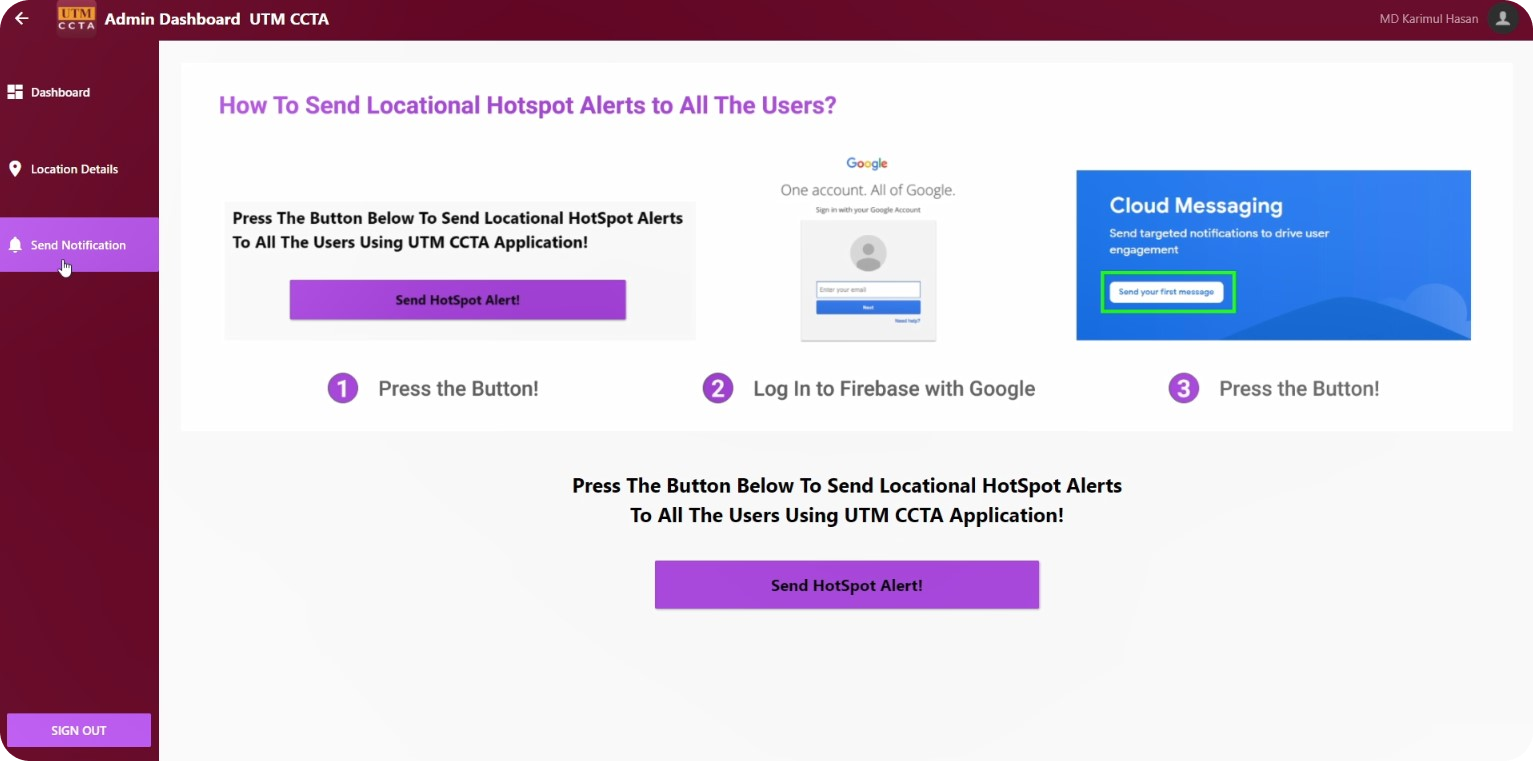 UTM
CCTA
Admin Dashboard UTM CCTA
MD Karimul Hasan
Dashboard
Location Details
Send Notification
SIGN OUT
How To Send Locational Hotspot Alerts to All The Users?
Press The Button Below To Send Locational HotSpot Alerts
To All The Users Using UTM CCTA Application!
Send HotSpot Alert!
1 Press the Button!
Google
One account. All of Google.
Sign in with your Google Account
Enter your email
Next
Need help?
2 Log In to Firebase with Google
Cloud Messaging
Send targeted notifications to drive user
engagement
Send your first message
3 Press the Button!
Press The Button Below To Send Locational HotSpot Alerts
To All The Users Using UTM CCTA Application!
Send HotSpot Alert!